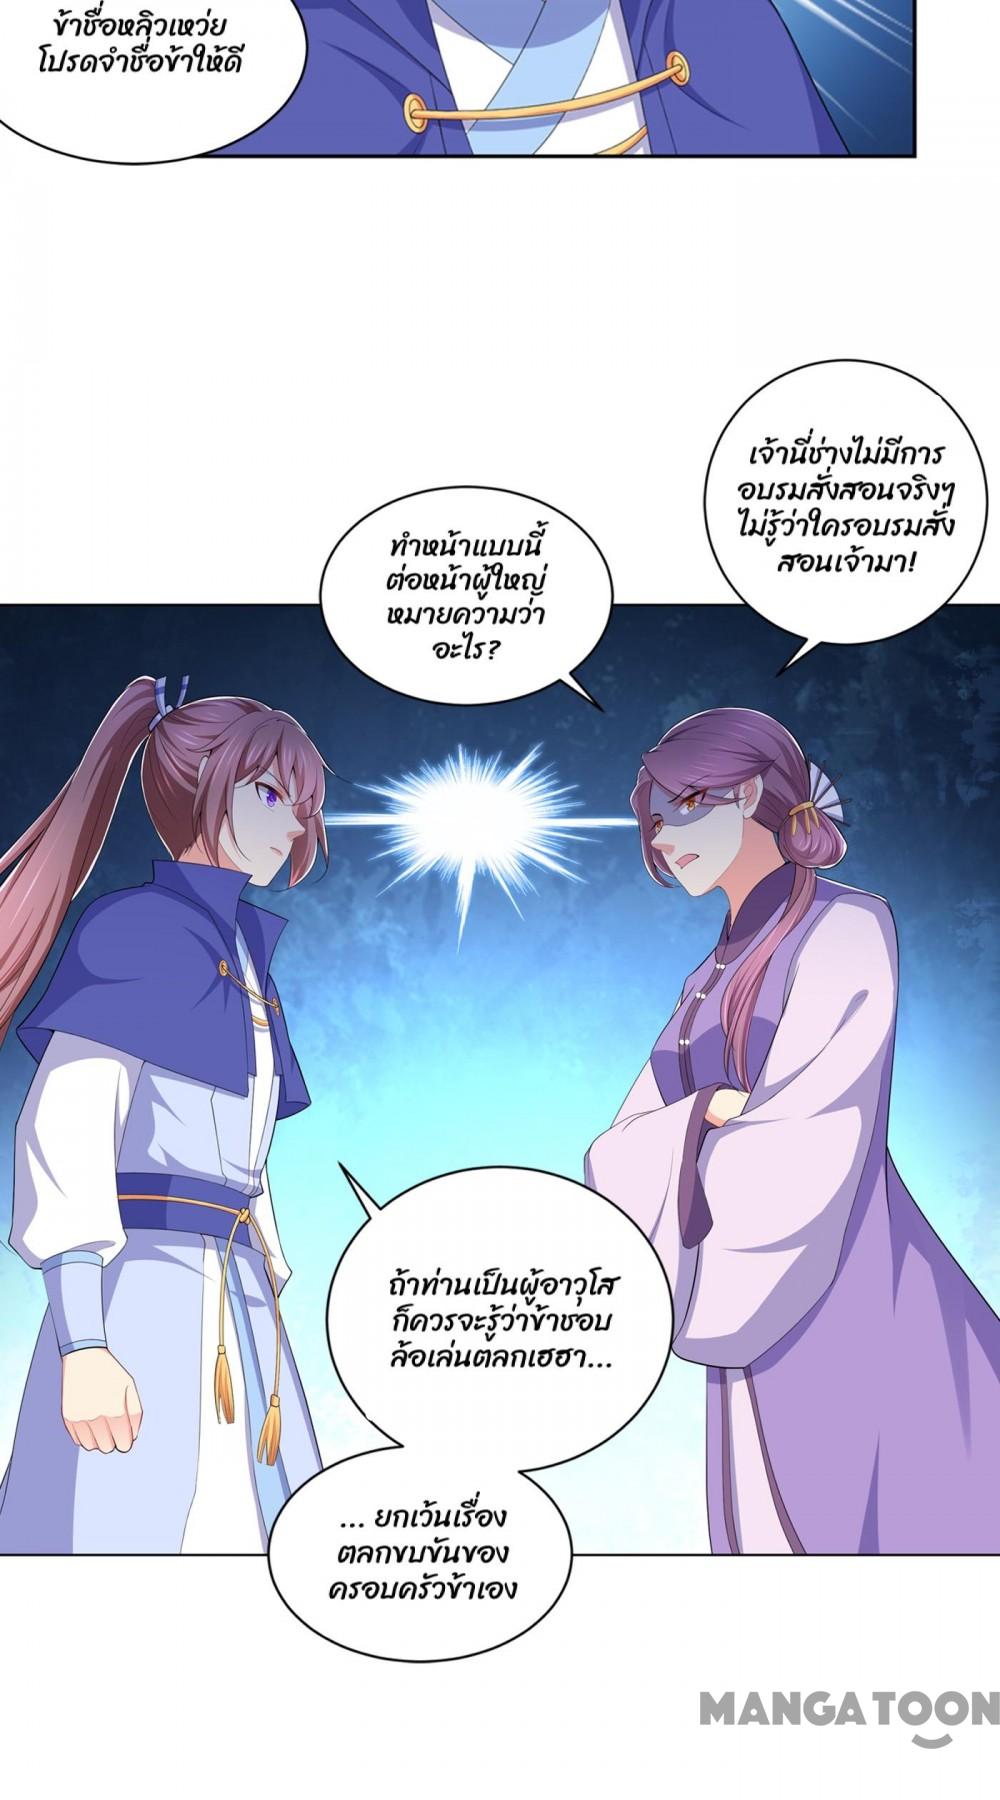 ข้าชื่อหลิวเหว่ย
โปรดจำชื่อข้าให้ดี
เจ้านี่ช่างไม่มีการ
อบรมสั่งสอนจริงๆ
ไม่รู้ว่าใครอบรมสั่ง
สอนเจ้ามา!
ทำหน้าแบบนี้
ต่อหน้าผู้ใหญ่
หมายความว่า
อะไร?
ถ้าท่านเป็นผู้อาวุโส
ก็ควรจะรู้ว่าข้าชอบ
ล้อเล่นตลกเฮฮา...
... ยกเว้นเรื่อง
ตลกขบขันของ
ครอบครัวข้าเอง
MANGATOON